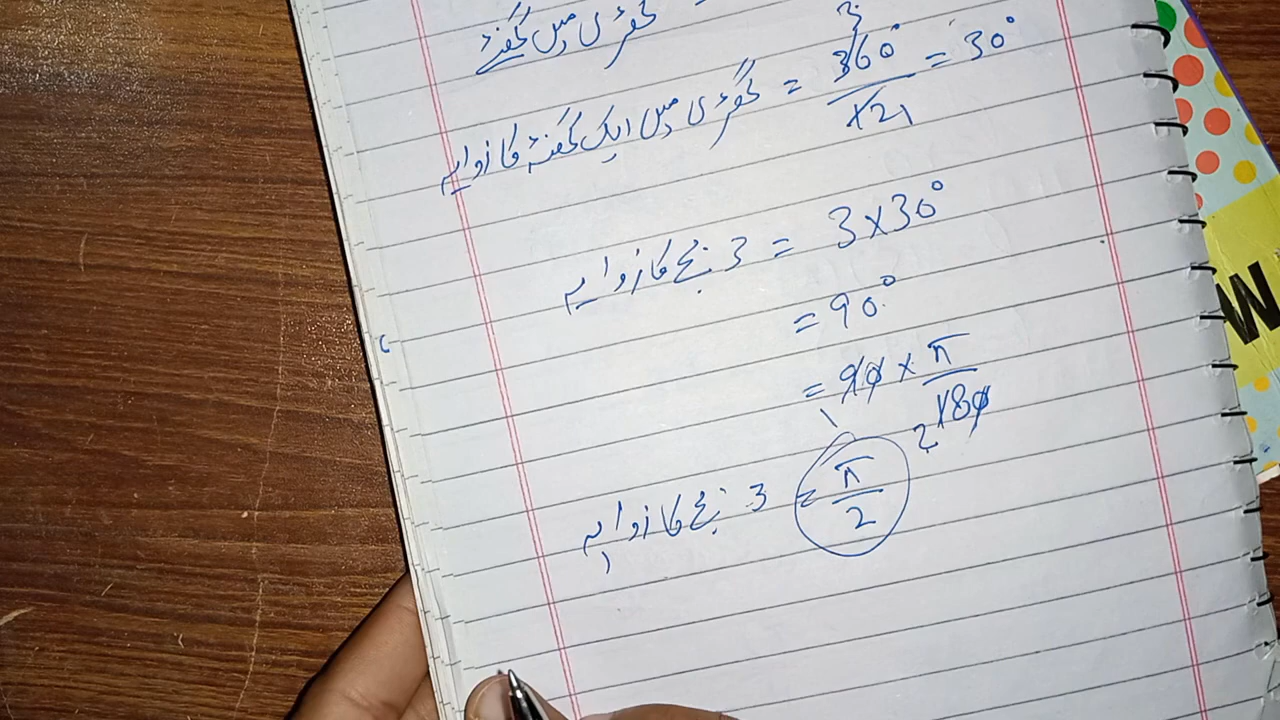 گھڑی میں گھنٹے
گھڑی میں ایک گھنٹہ کا زاویہ = 360°/12 = 30°
3 بجے کا زاویہ = 3×30°
= 90°
= 90 × π/180
3 بجے کا زاویہ = π/2
W